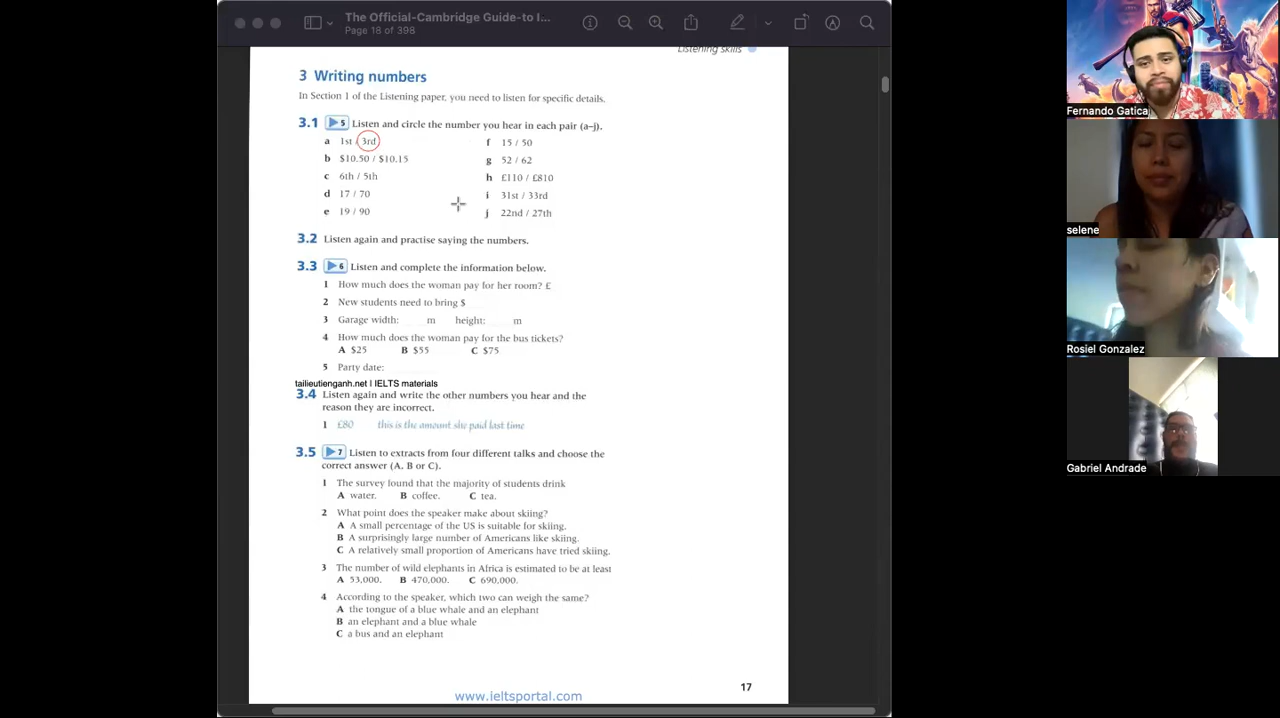 The Official-Cambridge Guide-to I...
Page 18 of 398
Listening skills
3 Writing numbers
In Section 1 of the Listening paper, you need to listen for specific details.
3.1 5 Listen and circle the number you hear in each pair (a–j).
a 1st / 3rd
b $10.50 / $10.15
c 6th / 5th
d 17 / 70
e 19 / 90
f 15 / 50
g 52 / 62
h £110 / £810
i 31st / 33rd
j 22nd / 27th
3.2 Listen again and practise saying the numbers.
3.3 6 Listen and complete the information below.
1 How much does the woman pay for her room? £
2 New students need to bring $
3 Garage width: m height: m
4 How much does the woman pay for the bus tickets?
A $25 B $55 C $75
5 Party date:
tailieutienganh.net | IELTS materials
3.4 Listen again and write the other numbers you hear and the
reason they are incorrect.
1 £80 this is the amount she paid last time
3.5 7 Listen to extracts from four different talks and choose the
correct answer (A, B or C).
1 The survey found that the majority of students drink
A water. B coffee. C tea.
2 What point does the speaker make about skiing?
A A small percentage of the US is suitable for skiing.
B A surprisingly large number of Americans like skiing.
C A relatively small proportion of Americans have tried skiing.
3 The number of wild elephants in Africa is estimated to be at least
A 53,000. B 470,000. C 690,000.
4 According to the speaker, which two can weigh the same?
A the tongue of a blue whale and an elephant
B an elephant and a blue whale
C a bus and an elephant
17
www.ieltsportal.com
Fernando Gatica
selene
Rosiel Gonzalez
Gabriel Andrade